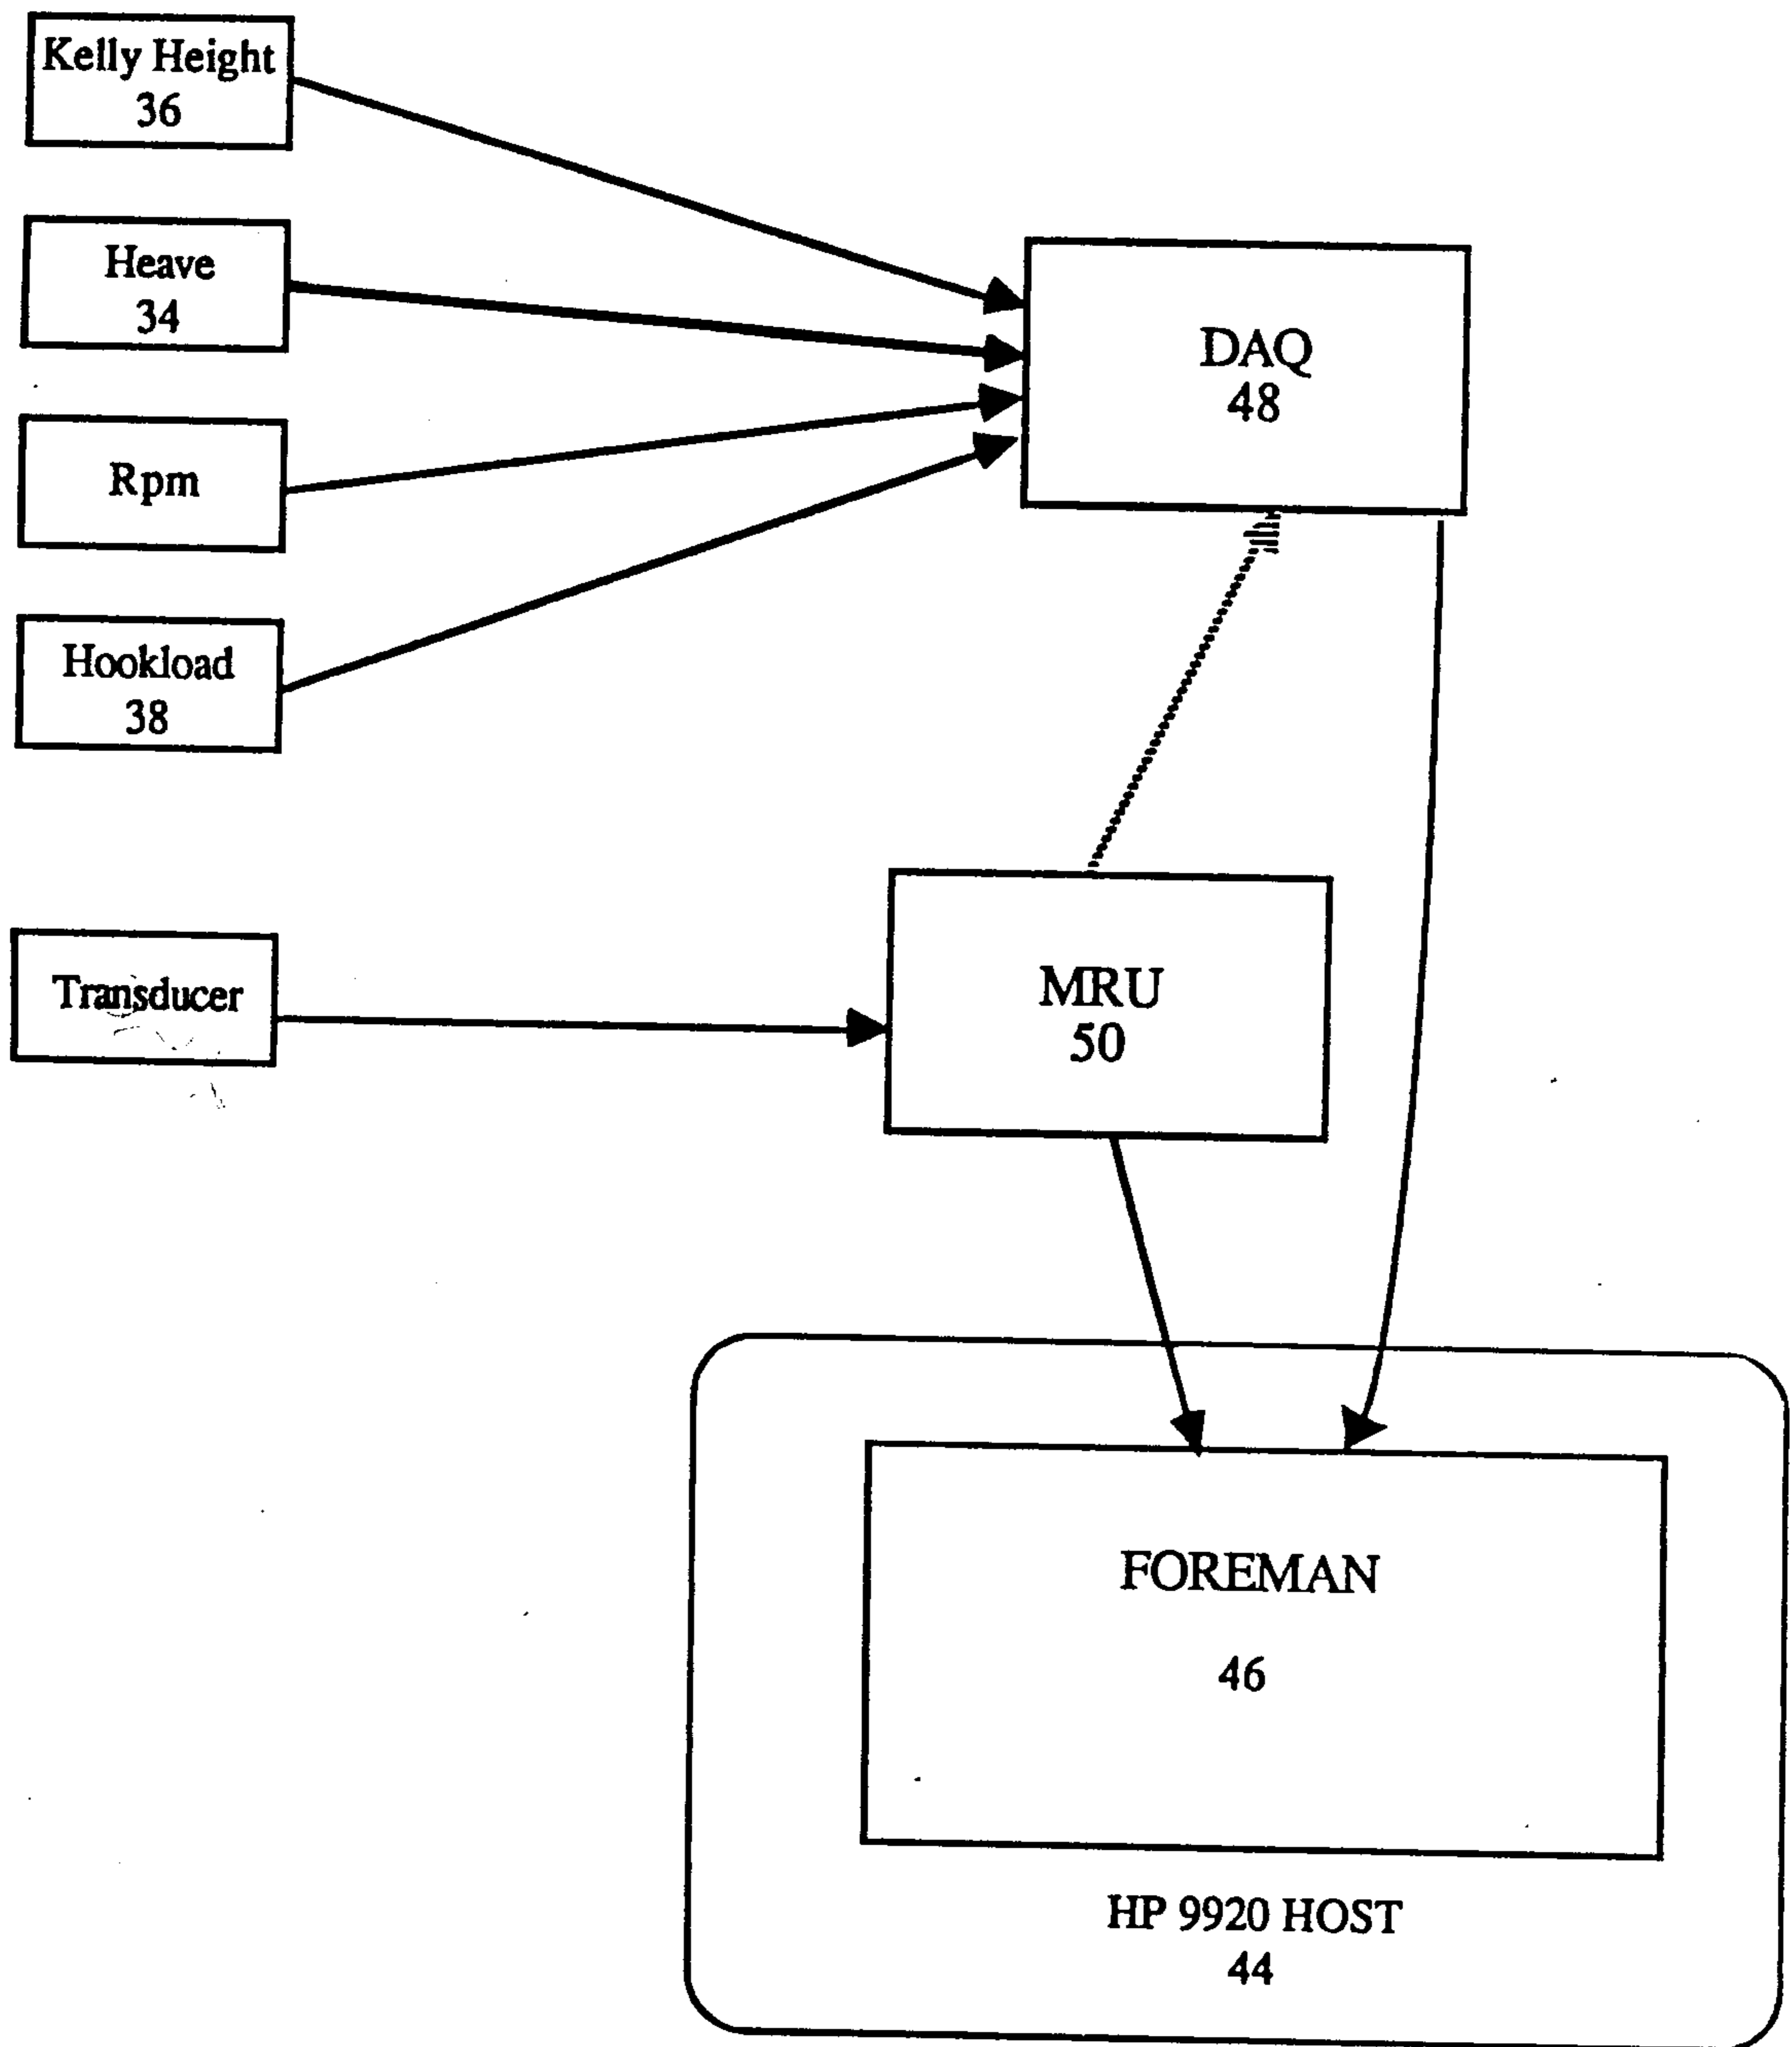 Kelly Height
36
Heave
34
Rpm
Hookload
38
DAQ
48
Transducer
MRU
50
FOREMAN
46
HP 9920 HOST
44